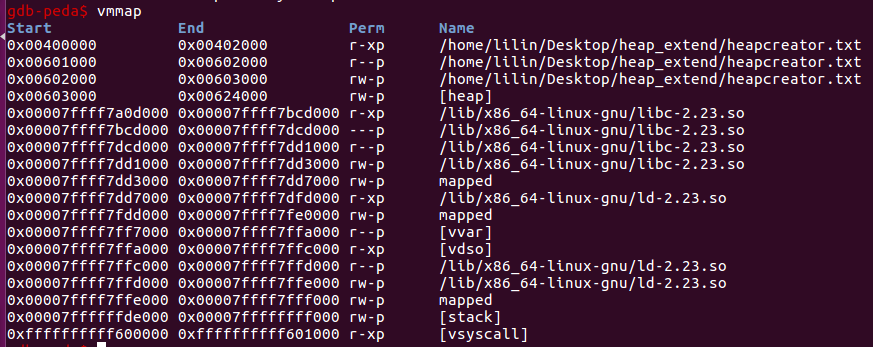 gdb-peda$ vmmap
Start End Perm Name
0x00400000 0x00402000 r-xp /home/lilin/Desktop/heap_extend/heapcreator.txt
0x00601000 0x00602000 r--p /home/lilin/Desktop/heap_extend/heapcreator.txt
0x00602000 0x00603000 rw-p /home/lilin/Desktop/heap_extend/heapcreator.txt
0x00603000 0x00624000 rw-p [heap]
0x00007ffff7a0d000 0x00007ffff7bcd000 r-xp /lib/x86_64-linux-gnu/libc-2.23.so
0x00007ffff7bcd000 0x00007ffff7dcd000 ---p /lib/x86_64-linux-gnu/libc-2.23.so
0x00007ffff7dcd000 0x00007ffff7dd1000 r--p /lib/x86_64-linux-gnu/libc-2.23.so
0x00007ffff7dd1000 0x00007ffff7dd3000 rw-p /lib/x86_64-linux-gnu/libc-2.23.so
0x00007ffff7dd3000 0x00007ffff7dd7000 rw-p mapped
0x00007ffff7dd7000 0x00007ffff7dfd000 r-xp /lib/x86_64-linux-gnu/ld-2.23.so
0x00007ffff7fdd000 0x00007ffff7fe0000 rw-p mapped
0x00007ffff7ff7000 0x00007ffff7ffa000 r--p [vvar]
0x00007ffff7ffa000 0x00007ffff7ffc000 r-xp [vdso]
0x00007ffff7ffc000 0x00007ffff7ffd000 r--p /lib/x86_64-linux-gnu/ld-2.23.so
0x00007ffff7ffd000 0x00007ffff7ffe000 rw-p /lib/x86_64-linux-gnu/ld-2.23.so
0x00007ffff7ffe000 0x00007ffff7fff000 rw-p mapped
0x00007ffffffde000 0x00007ffffffff000 rw-p [stack]
0xffffffffff600000 0xffffffffff601000 r-xp [vsyscall]